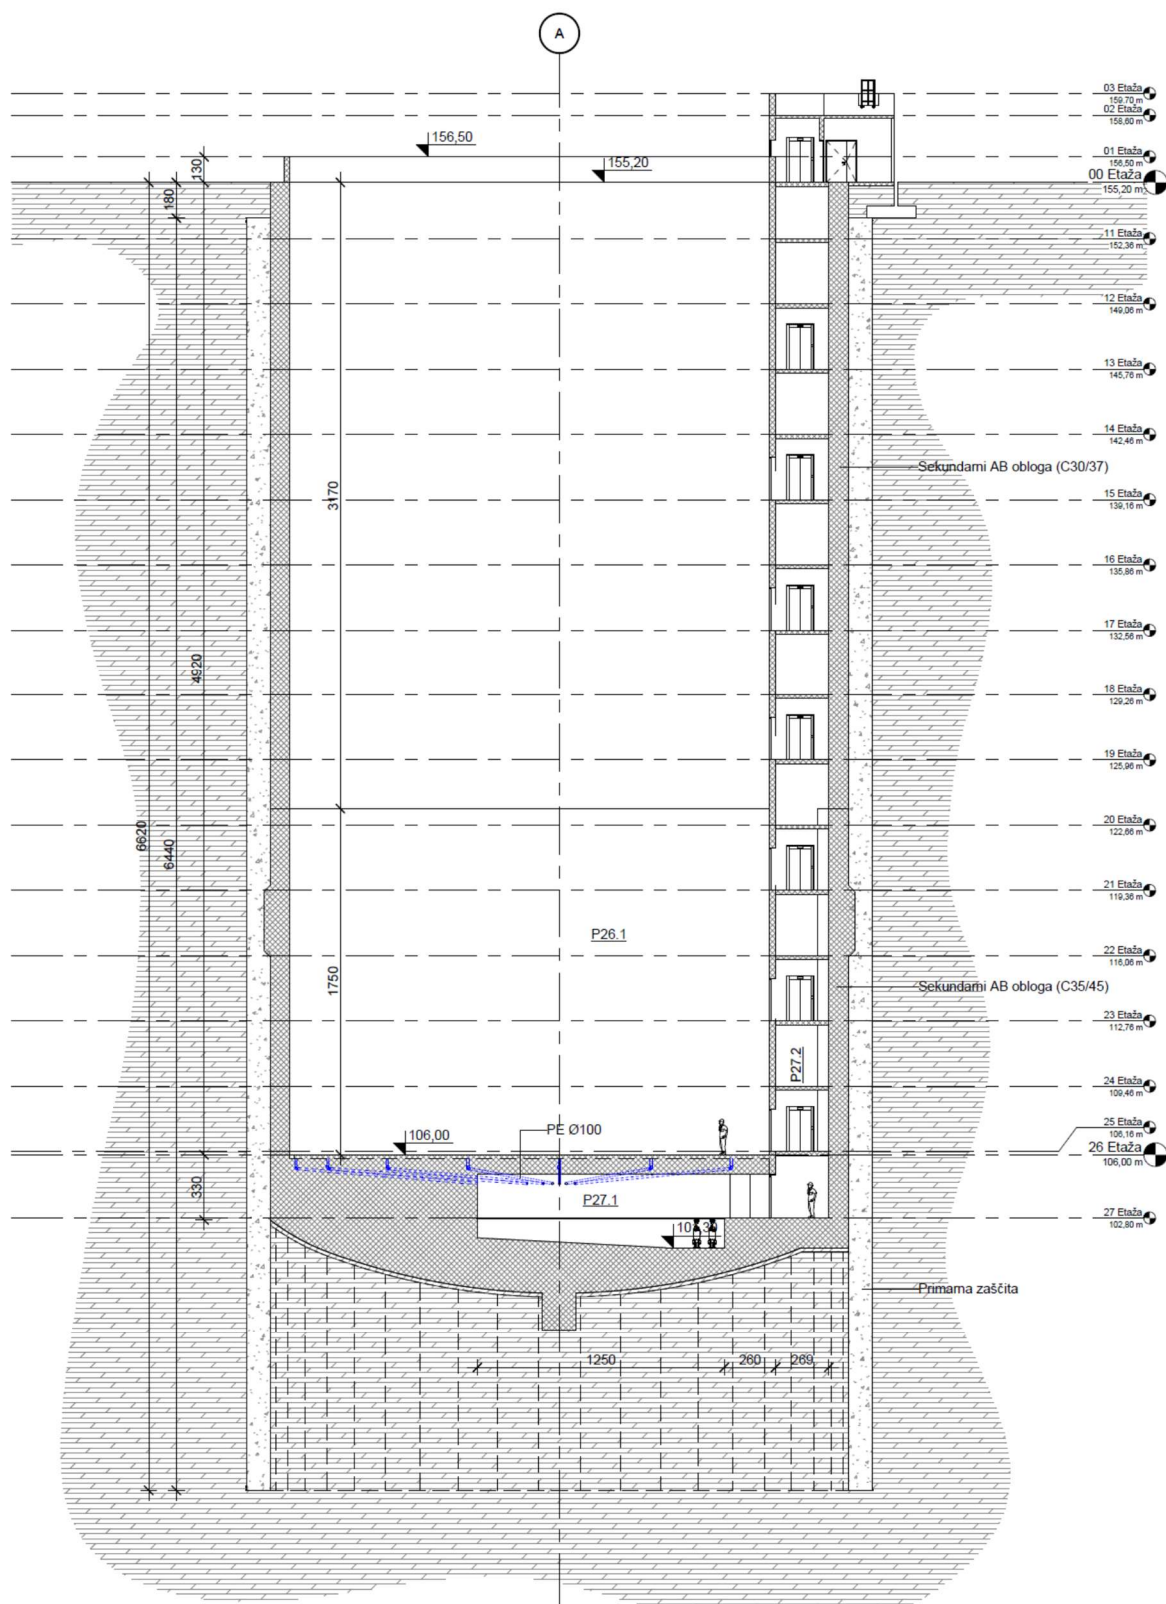 A
03 Etaža
159,70 m
02 Etaža
158,60 m
156,50
01 Etaža
156,50 m
130
155,20
00 Etaža
155,20 m
180
11 Etaža
152,36 m
12 Etaža
149,06 m
13 Etaža
145,76 m
14 Etaža
142,46 m
Sekundarni AB obloga (C30/37)
3170
15 Etaža
139,16 m
16 Etaža
135,86 m
17 Etaža
132,56 m
4920
18 Etaža
129,26 m
19 Etaža
125,96 m
20 Etaža
122,66 m
6620
6440
21 Etaža
119,36 m
P26.1
22 Etaža
116,06 m
1750
Sekundarni AB obloga (C35/45)
23 Etaža
112,76 m
P27.2
24 Etaža
109,46 m
106,00
PE Ø100
25 Etaža
106,16 m
26 Etaža
106,00 m
330
P27.1
27 Etaža
102,80 m
Primarna zaščita
1250
260
269